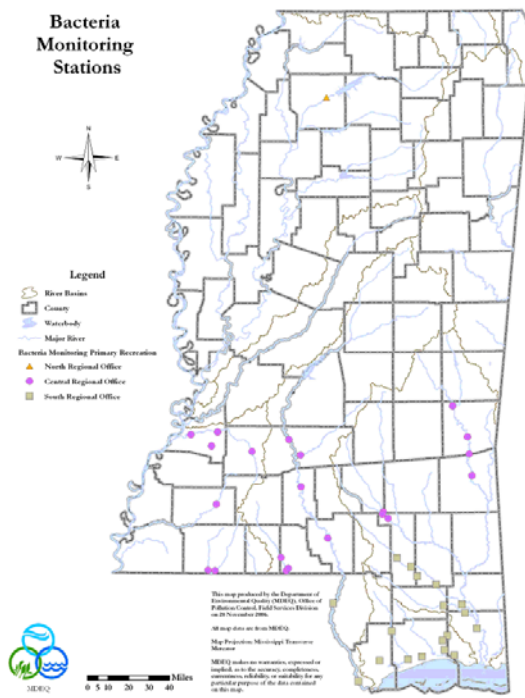 Bacteria
Monitoring
Stations
N
W
E
S
Legend
River Basins
County
Waterbody
Major River
Bacteria Monitoring Primary Recreation
North Regional Office
Central Regional Office
South Regional Office
This map produced by the Department of
Environmental Quality (MDEQ), Office of
Pollution Control, Field Services Division
on 20 November 2006.
All map data are from MDEQ.
Map Projection: Mississippi Transverse
Mercator
MDEQ makes no warranties, expressed or
implied, as to the accuracy, completeness,
currentness, reliability, or suitability for any
particular purpose of the data contained
on this map.
MDEQ
Miles
0 5 10 20 30 40